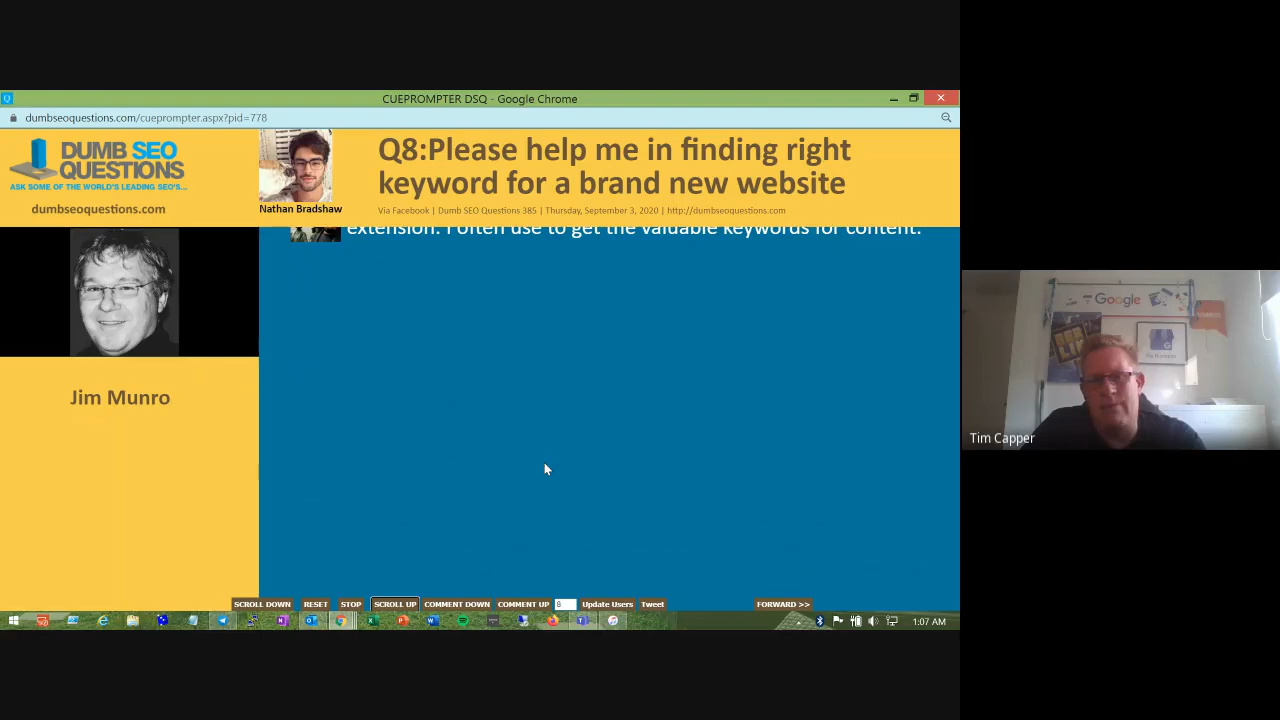 CUEPROMPTER DSQ - Google Chrome
dumbseoquestions.com/cueprompter.aspx?pid=778
DUMB SEO
QUESTIONS
ASK SOME OF THE WORLD'S LEADING SEO'S...
dumbseoquestions.com
Nathan Bradshaw
Q8:Please help me in finding right
keyword for a brand new website
Via Facebook | Dumb SEO Questions 385 | Thursday, September 3, 2020 | http://dumbseoquestions.com
extension. I often use to get the valuable keywords for content.
Jim Munro
Google
Tim Capper
SCROLL DOWN
RESET
STOP
SCROLL UP
COMMENT DOWN
COMMENT UP
8
Update Users
Tweet
FORWARD >>
1:07 AM